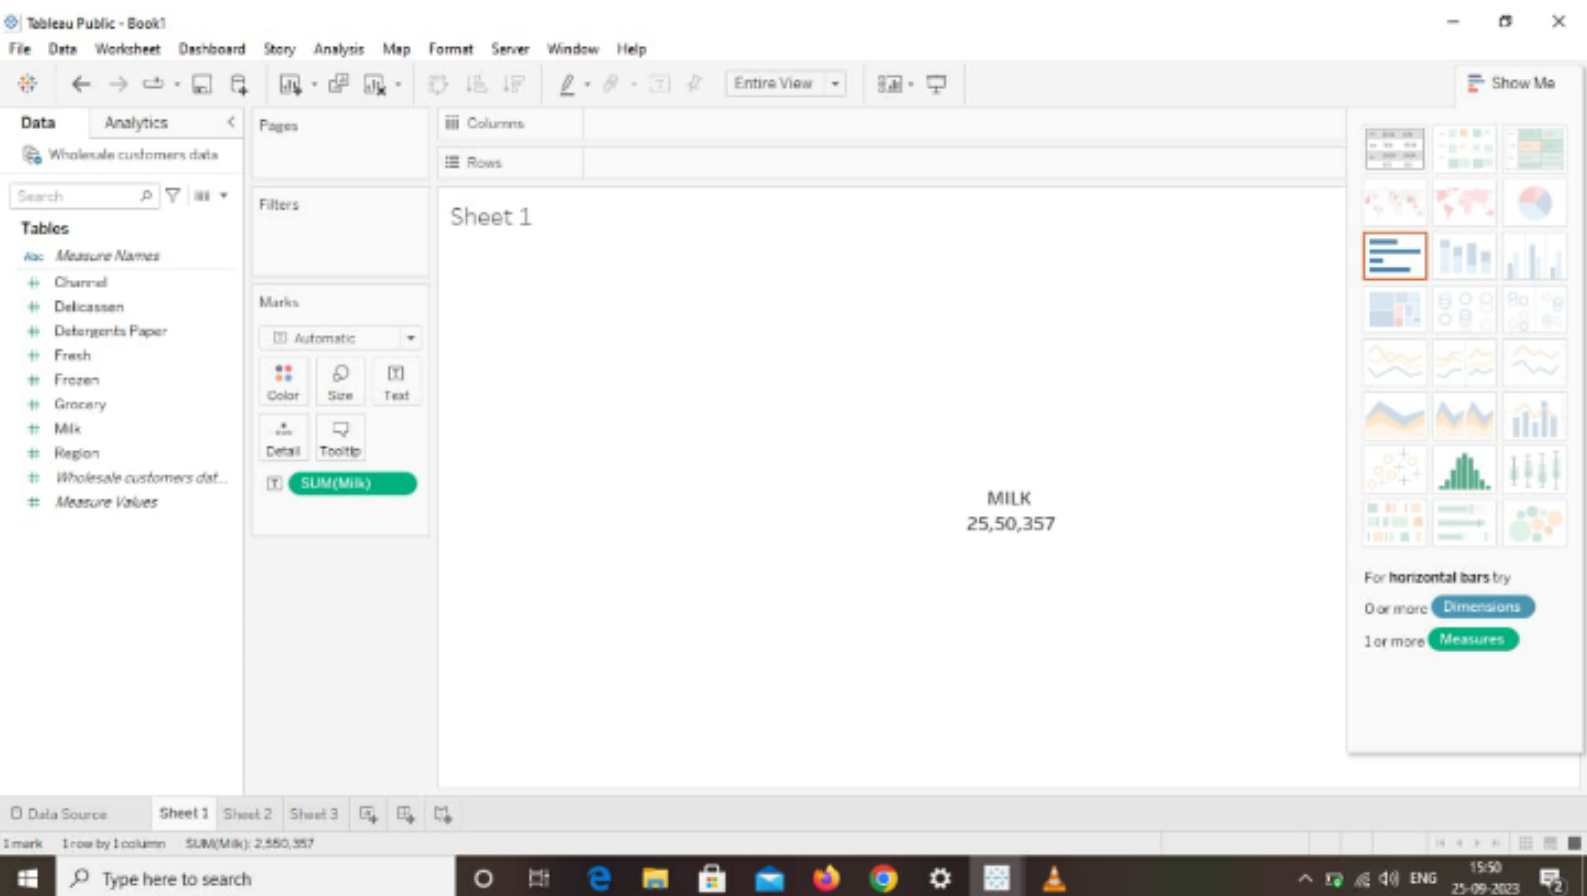 Tableau Public - Book1
File Data Worksheet Dashboard Story Analysis Map Format Server Window Help
Entire View
Show Me
Data Analytics
Pages
Columns
Wholesale customers data
Rows
Search
Filters
Sheet 1
Tables
Abc Measure Names
Channel
Delicassen
Detergents Paper
Fresh
Frozen
Grocery
Milk
Region
Wholesale customers dat...
Measure Values
Marks
Automatic
Color Size Text
Detail Tooltip
SUM(Milk)
MILK
25,50,357
For horizontal bars try
0 or more Dimensions
1 or more Measures
Data Source Sheet 1 Sheet 2 Sheet 3
1 mark 1 row by 1 column SUM(Milk): 2,550,357
Type here to search
ENG
15:50
25-09-2023
2